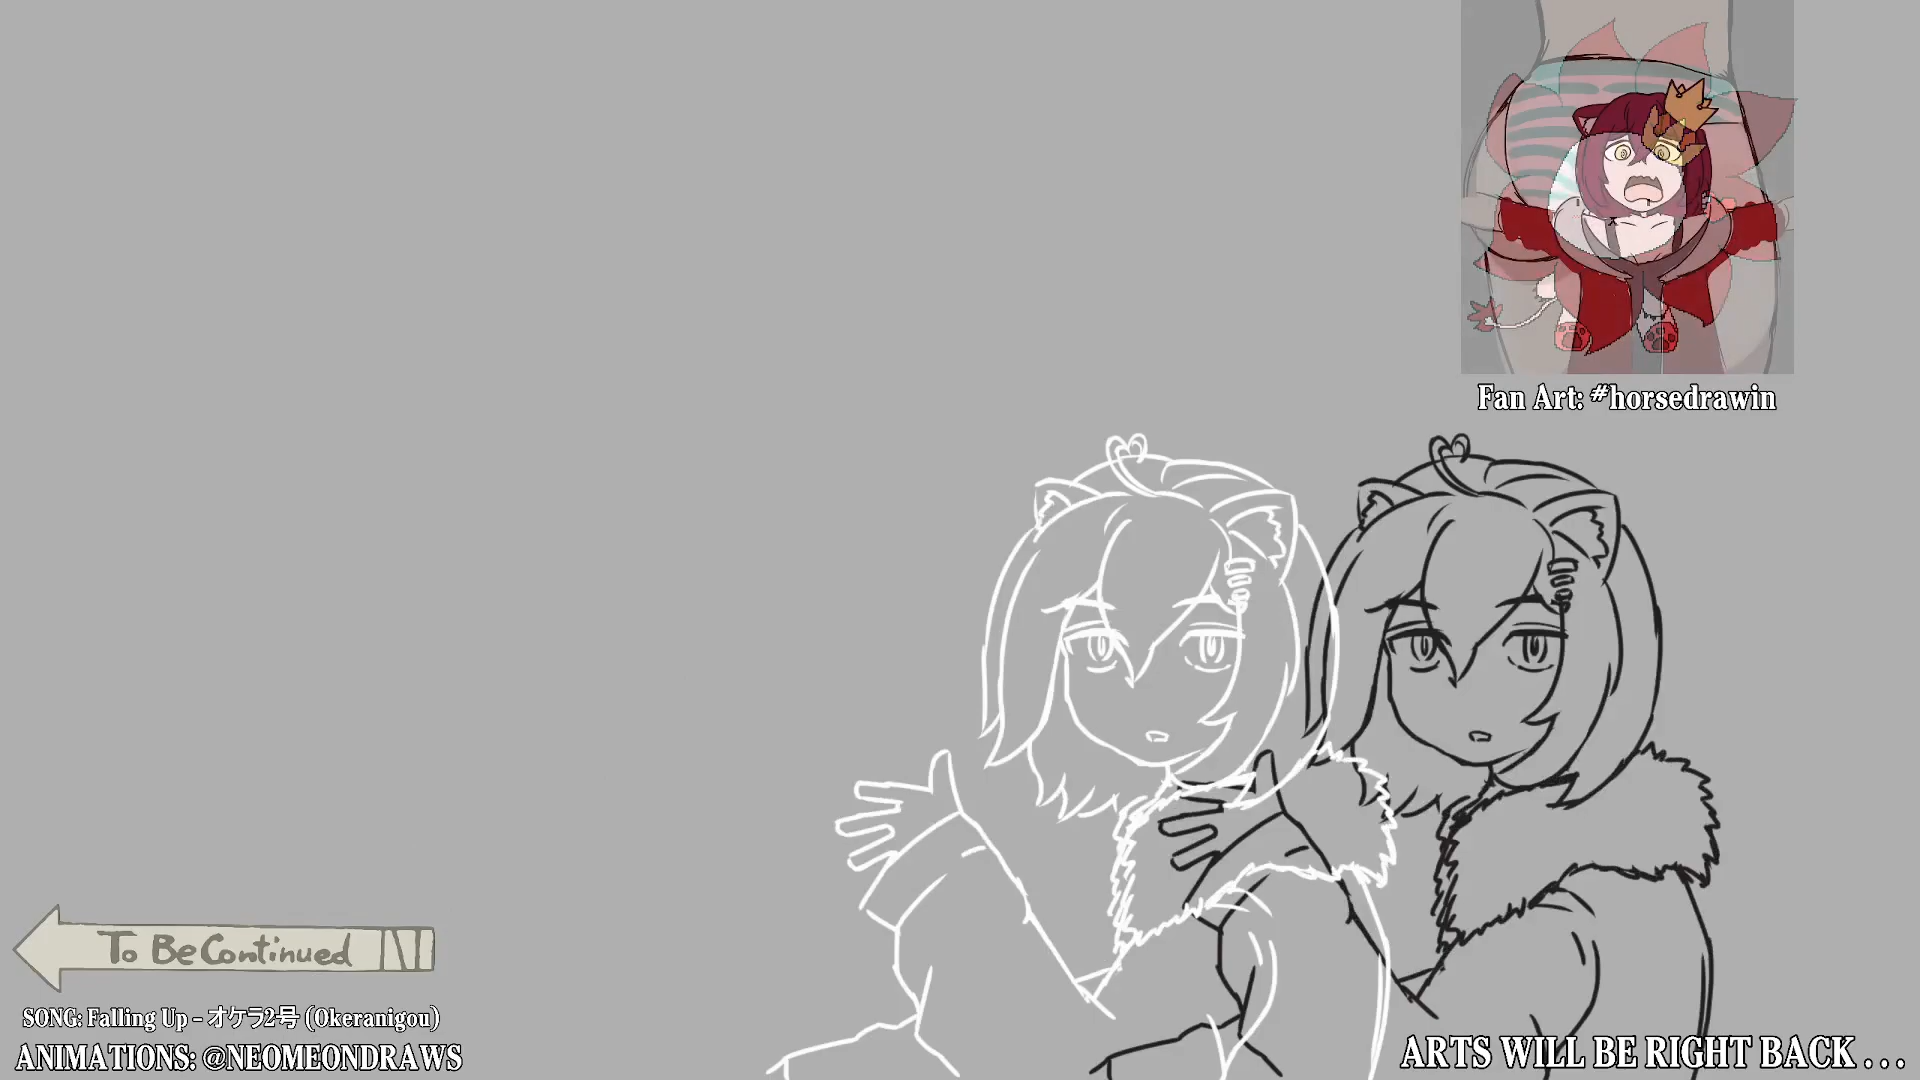 Fan Art: #horsedrawin
To Be Continued
SONG: Falling Up - オケラ2号 (Okeranigou)
ANIMATIONS: @NEOMEONDRAWS
ARTS WILL BE RIGHT BACK . . .